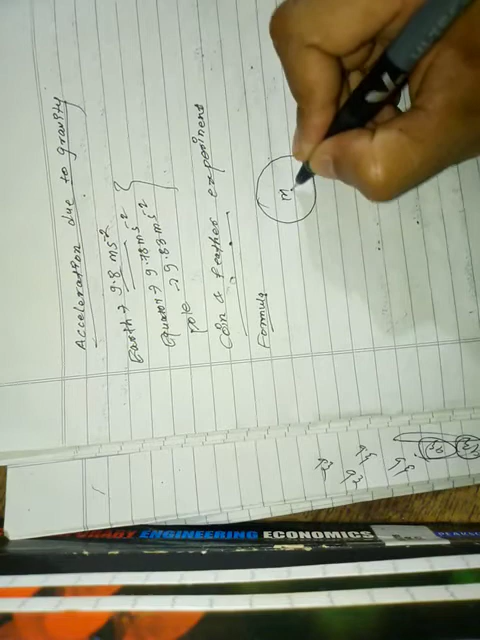 Acceleration due to gravity
Earth → 9.8 ms⁻²
Equator → 9.78 ms⁻²
Pole → 9.83 ms⁻²
Coin & feather experiment
Formula
M
ENGINEERING ECONOMICS